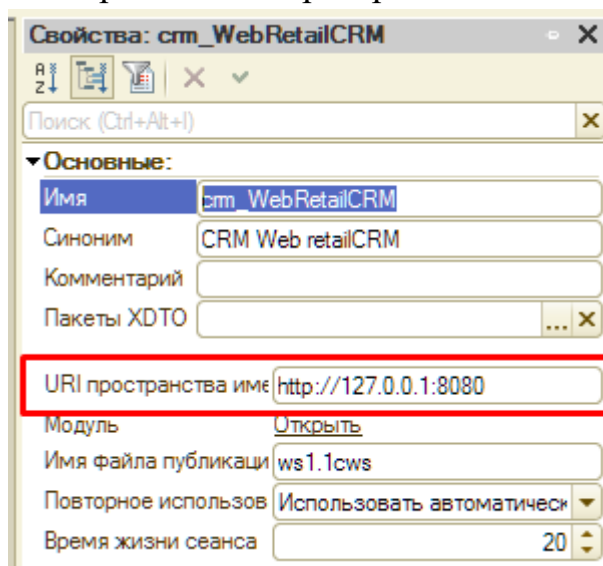 Свойства: crm_WebRetailCRM
Поиск (Ctrl+Alt+I)
Основные:
Имя crm_WebRetailCRM
Синоним CRM Web retailCRM
Комментарий
Пакеты XDTO ...
URI пространства име http://127.0.0.1:8080
Модуль Открыть
Имя файла публикаци ws1.1cws
Повторное использов Использовать автоматическ
Время жизни сеанса 20